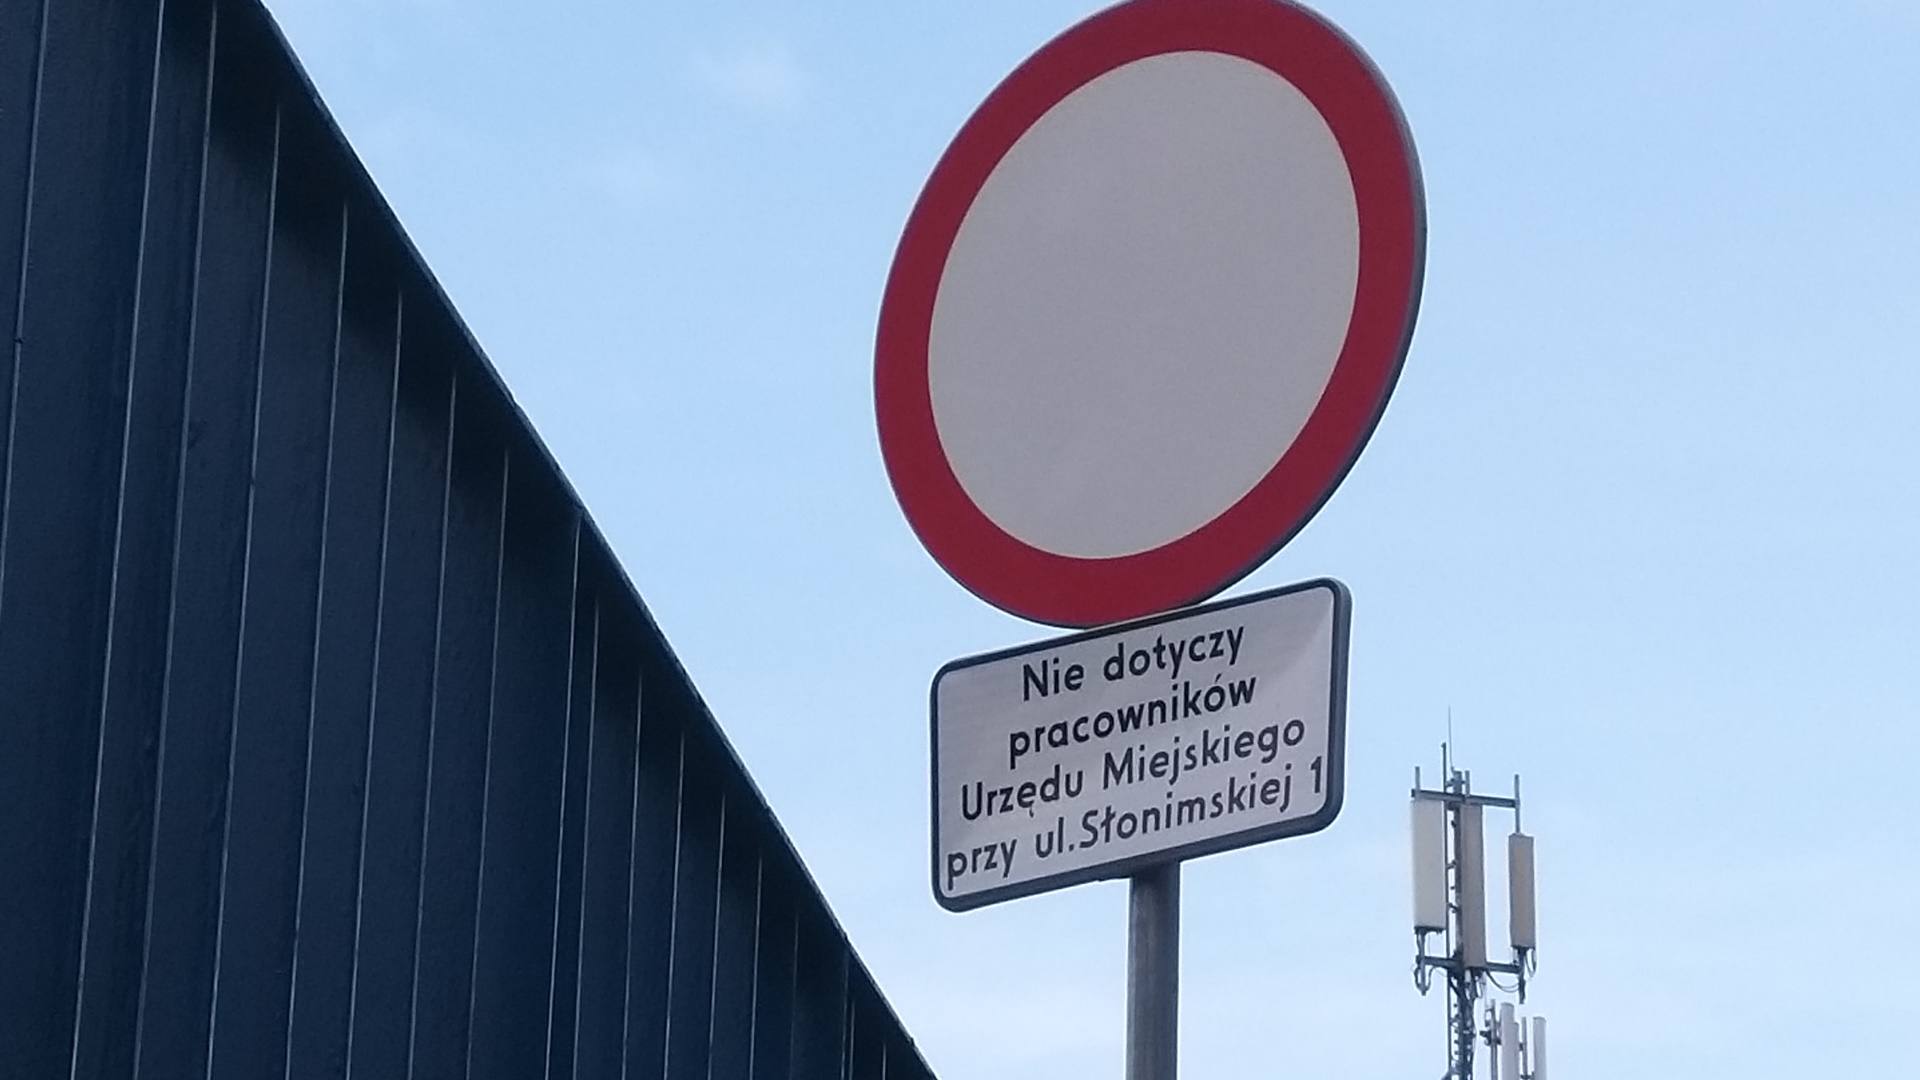 Nie dotyczy
pracowników
Urzędu Miejskiego
przy ul.Słonimskiej 1